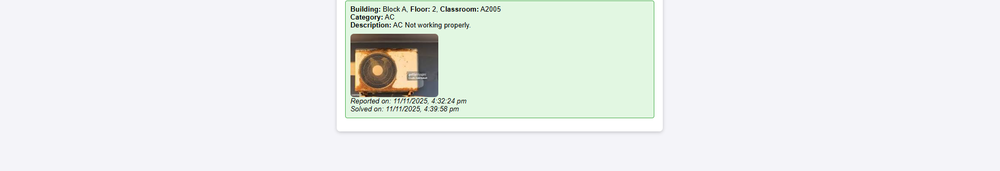 Building: Block A, Floor: 2, Classroom: A2005
Category: AC
Description: AC Not working properly.
gettyimages
Reported on: 11/11/2025, 4:32:24 pm
Solved on: 11/11/2025, 4:39:58 pm